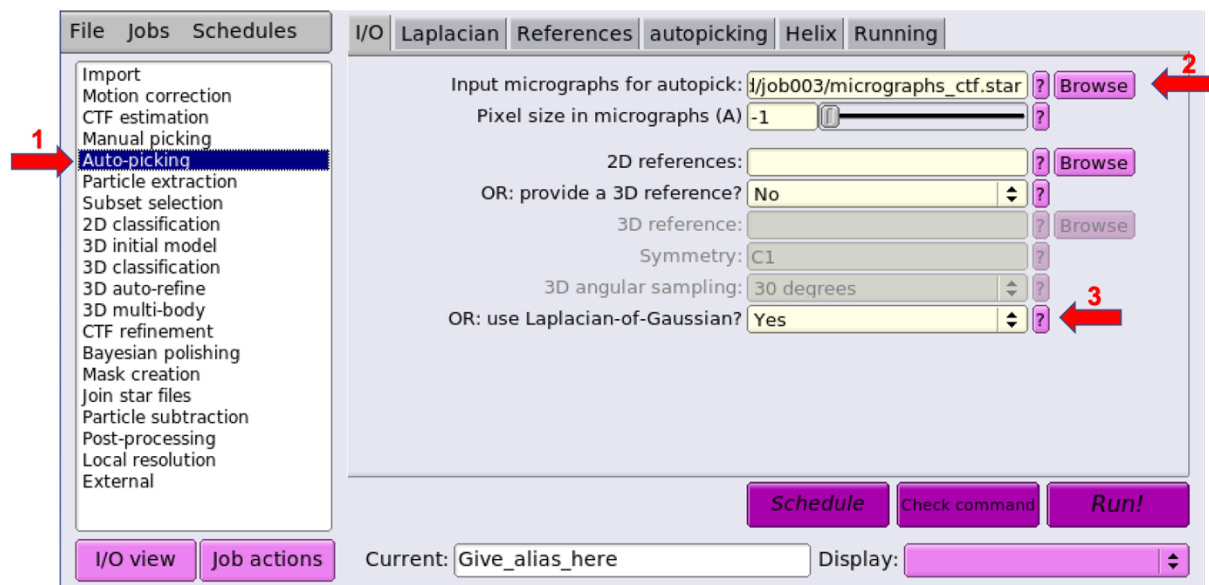 File Jobs Schedules
I/O Laplacian References autopicking Helix Running
Import
Motion correction
CTF estimation
Manual picking
1
Auto-picking
Particle extraction
Subset selection
2D classification
3D initial model
3D classification
3D auto-refine
3D multi-body
CTF refinement
Bayesian polishing
Mask creation
Join star files
Particle subtraction
Post-processing
Local resolution
External
Input micrographs for autopick: d/job003/micrographs_ctf.star ? Browse 2
Pixel size in micrographs (A) -1 ?
2D references: ? Browse
OR: provide a 3D reference? No ?
3D reference: ? Browse
Symmetry: C1 ?
3D angular sampling: 30 degrees ?
OR: use Laplacian-of-Gaussian? Yes ? 3
Schedule Check command Run!
I/O view Job actions Current: Give_alias_here Display: